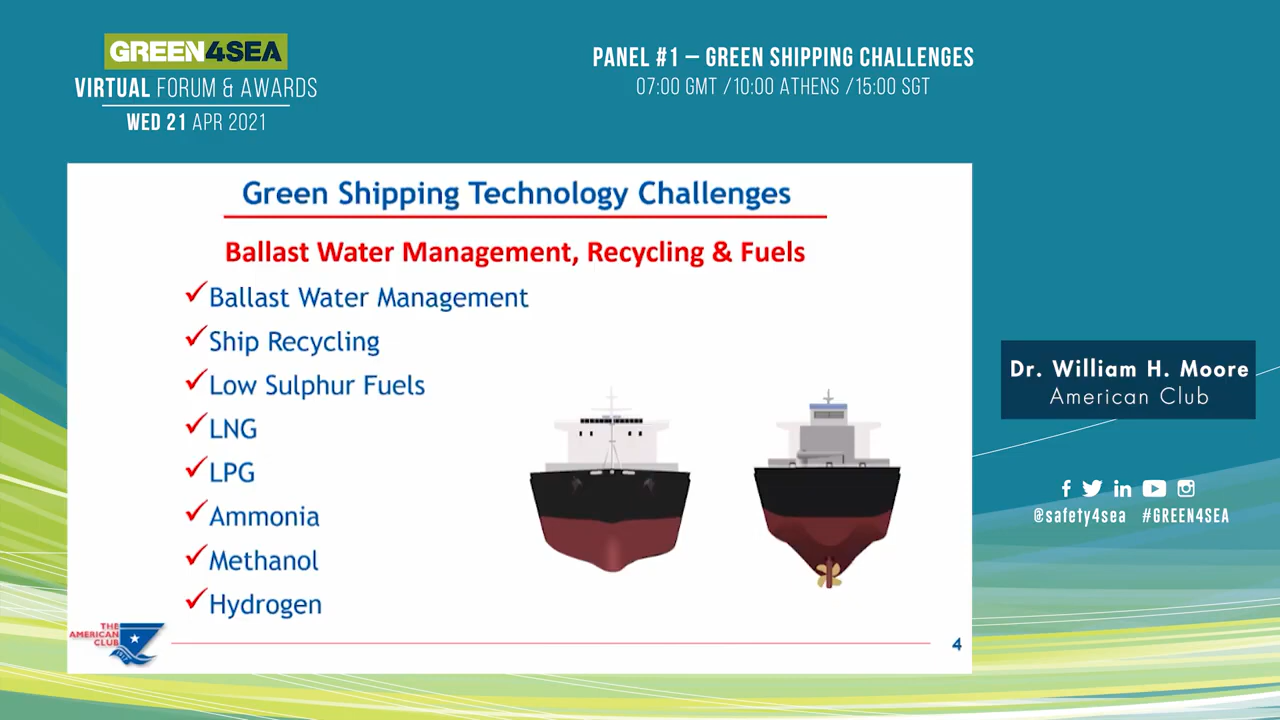 GREEN4SEA
VIRTUAL FORUM & AWARDS
WED 21 APR 2021
PANEL #1 – GREEN SHIPPING CHALLENGES
07:00 GMT /10:00 ATHENS /15:00 SGT
Green Shipping Technology Challenges
Ballast Water Management, Recycling & Fuels
Ballast Water Management
Ship Recycling
Low Sulphur Fuels
LNG
LPG
Ammonia
Methanol
Hydrogen
THE
AMERICAN
CLUB
1917
4
Dr. William H. Moore
American Club
@safety4sea #GREEN4SEA